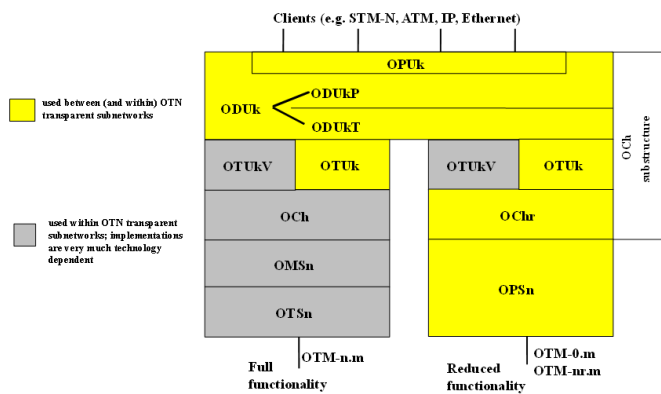 Clients (e.g. STM-N, ATM, IP, Ethernet)
OPUk
ODUkP
ODUk
ODUkT
used between (and within) OTN
transparent subnetworks
OTUkV
OTUk
OTUkV
OTUk
OCh
substructure
used within OTN transparent
subnetworks; implementations
are very much technology
dependent
OCh
OChr
OMSn
OPSn
OTSn
OTM-n.m
OTM-0.m
OTM-nr.m
Full
functionality
Reduced
functionality